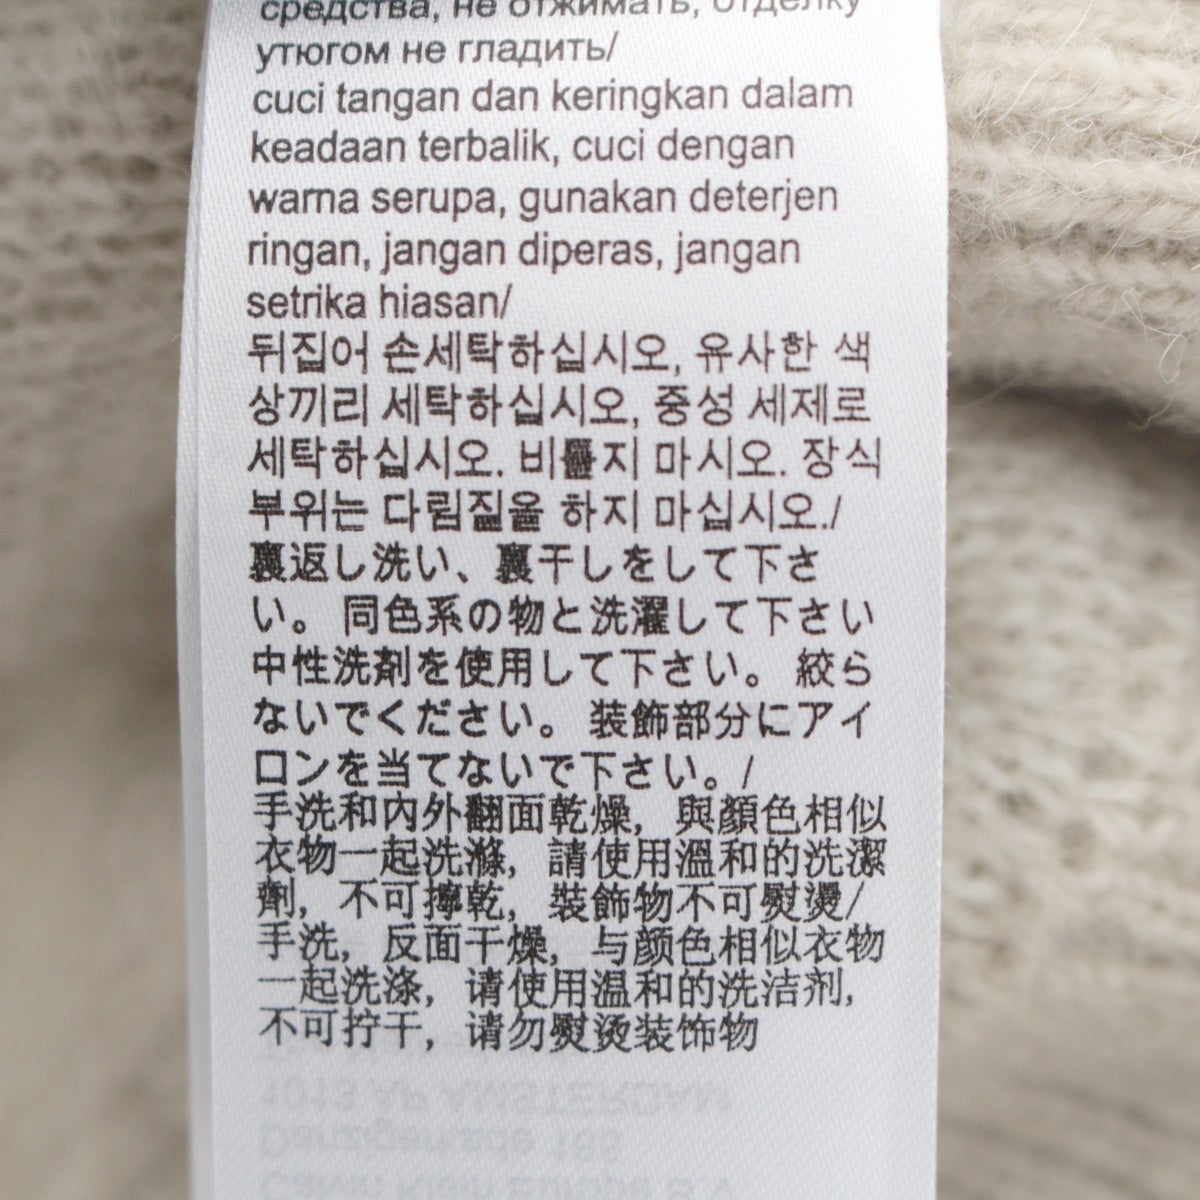 средства, не отжимать, отделку
утюгом не гладить/
cuci tangan dan keringkan dalam
keadaan terbalik, cuci dengan
warna serupa, gunakan deterjen
ringan, jangan diperas, jangan
setrika hiasan/
뒤집어 손세탁하십시오, 유사한 색
상끼리 세탁하십시오, 중성 세제로
세탁하십시오. 비틀지 마시오. 장식
부위는 다림질을 하지 마십시오./
裏返し洗い、裏干しをして下さ
い。 同色系の物と洗濯して下さい
中性洗剤を使用して下さい。 絞ら
ないでください。 装飾部分にアイ
ロンを当てないで下さい。/
手洗和內外翻面乾燥, 與顏色相似
衣物一起洗滌, 請使用溫和的洗潔
劑, 不可擰乾, 裝飾物不可熨燙/
手洗, 反面干燥, 与颜色相似衣物
一起洗涤, 请使用温和的洗洁剂,
不可拧干, 请勿熨烫装饰物
1013 AP AMSTERDAM
Danzigerkade 165
Calvin Klein Europe B.V.